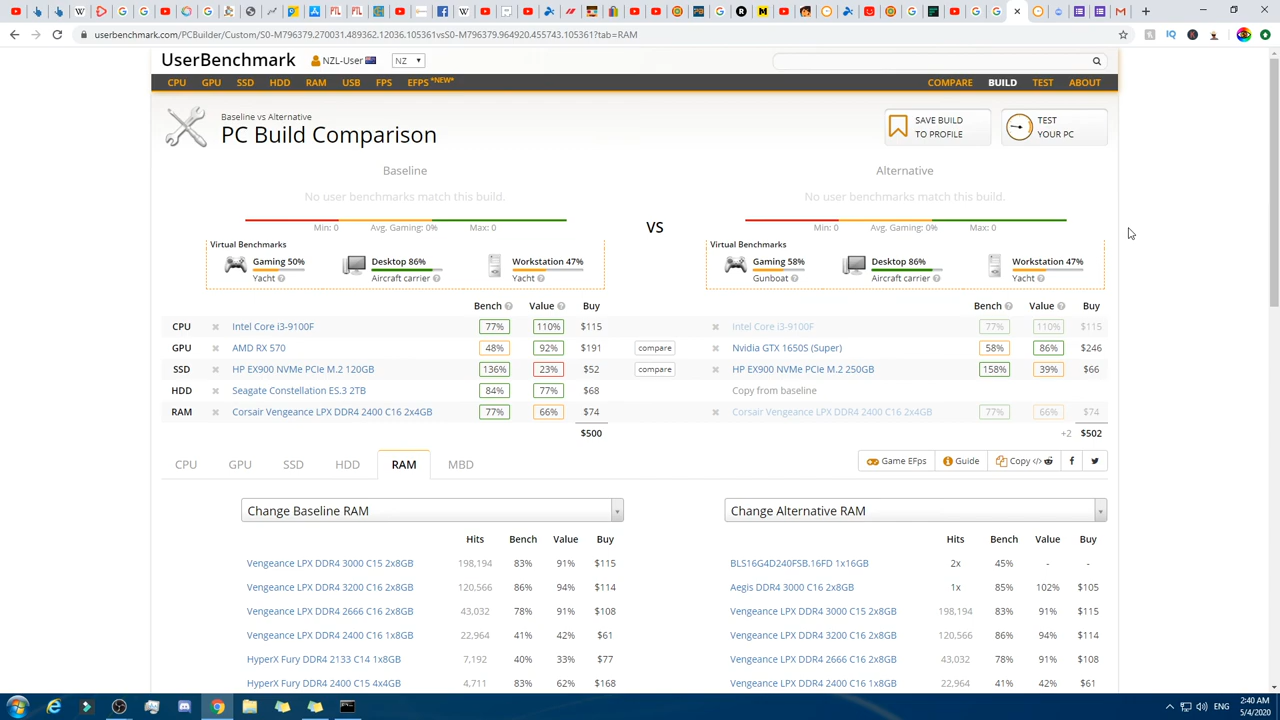 userbenchmark.com/PCBuilder/Custom/S0-M796379.270031.489362.12036.105361vsS0-M796379.964920.455743.105361?tab=RAM
UserBenchmark
NZL-User
NZ
CPU GPU SSD HDD RAM USB FPS EFPS *NEW*
COMPARE BUILD TEST ABOUT
Baseline vs Alternative
PC Build Comparison
SAVE BUILD
TO PROFILE
TEST
YOUR PC
Baseline
No user benchmarks match this build.
Min: 0 Avg. Gaming: 0% Max: 0
VS
Alternative
No user benchmarks match this build.
Min: 0 Avg. Gaming: 0% Max: 0
Virtual Benchmarks
Gaming 50% Desktop 86% Workstation 47%
Yacht Aircraft carrier Yacht
Virtual Benchmarks
Gaming 58% Desktop 86% Workstation 47%
Gunboat Aircraft carrier Yacht
Bench Value Buy Bench Value Buy
CPU Intel Core i3-9100F 77% 110% $115 Intel Core i3-9100F 77% 110% $115
GPU AMD RX 570 48% 92% $191 compare Nvidia GTX 1650S (Super) 58% 86% $246
SSD HP EX900 NVMe PCIe M.2 120GB 136% 23% $52 compare HP EX900 NVMe PCIe M.2 250GB 158% 39% $66
HDD Seagate Constellation ES.3 2TB 84% 77% $68 Copy from baseline
RAM Corsair Vengeance LPX DDR4 2400 C16 2x4GB 77% 66% $74 Corsair Vengeance LPX DDR4 2400 C16 2x4GB 77% 66% $74
$500 +2 $502
CPU GPU SSD HDD RAM MBD
Game EFps Guide Copy </>
Change Baseline RAM
Hits Bench Value Buy
Vengeance LPX DDR4 3000 C15 2x8GB 198,194 83% 91% $115
Vengeance LPX DDR4 3200 C16 2x8GB 120,566 86% 94% $114
Vengeance LPX DDR4 2666 C16 2x8GB 43,032 78% 91% $108
Vengeance LPX DDR4 2400 C16 1x8GB 22,964 41% 42% $61
HyperX Fury DDR4 2133 C14 1x8GB 7,192 40% 33% $77
HyperX Fury DDR4 2400 C15 4x4GB 4,711 83% 62% $168
Change Alternative RAM
Hits Bench Value Buy
BLS16G4D240FSB.16FD 1x16GB 2x 45% - -
Aegis DDR4 3000 C16 2x8GB 1x 85% 102% $105
Vengeance LPX DDR4 3000 C15 2x8GB 198,194 83% 91% $115
Vengeance LPX DDR4 3200 C16 2x8GB 120,566 86% 94% $114
Vengeance LPX DDR4 2666 C16 2x8GB 43,032 78% 91% $108
Vengeance LPX DDR4 2400 C16 1x8GB 22,964 41% 42% $61
ENG
2:40 AM
5/4/2020